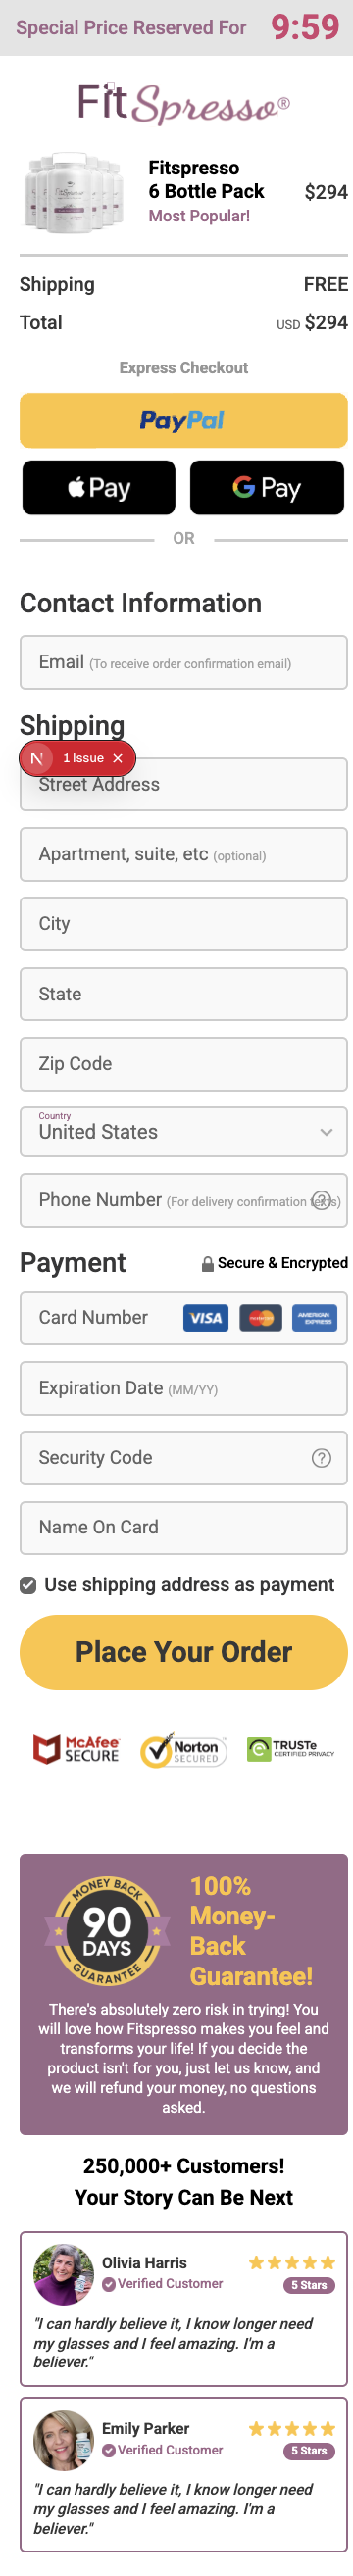 Special Price Reserved For 9:59
FitSpresso®
Fitspresso
6 Bottle Pack $294
Most Popular!
Shipping FREE
Total USD $294
Express Checkout
PayPal
Pay
G Pay
OR
Contact Information
Email (To receive order confirmation email)
Shipping
N 1 Issue ×
Street Address
Apartment, suite, etc (optional)
City
State
Zip Code
Country
United States
Phone Number (For delivery confirmation texts) ?
Payment Secure & Encrypted
Card Number VISA MasterCard AMERICAN EXPRESS
Expiration Date (MM/YY)
Security Code ?
Name On Card
Use shipping address as payment
Place Your Order
McAfee SECURE
Norton SECURED
TRUSTe CERTIFIED PRIVACY
MONEY BACK
90
DAYS
GUARANTEE
100%
Money-
Back
Guarantee!
There's absolutely zero risk in trying! You
will love how Fitspresso makes you feel and
transforms your life! If you decide the
product isn't for you, just let us know, and
we will refund your money, no questions
asked.
250,000+ Customers!
Your Story Can Be Next
Olivia Harris
Verified Customer 5 Stars
"I can hardly believe it, I know longer need
my glasses and I feel amazing. I'm a
believer."
Emily Parker
Verified Customer 5 Stars
"I can hardly believe it, I know longer need
my glasses and I feel amazing. I'm a
believer."